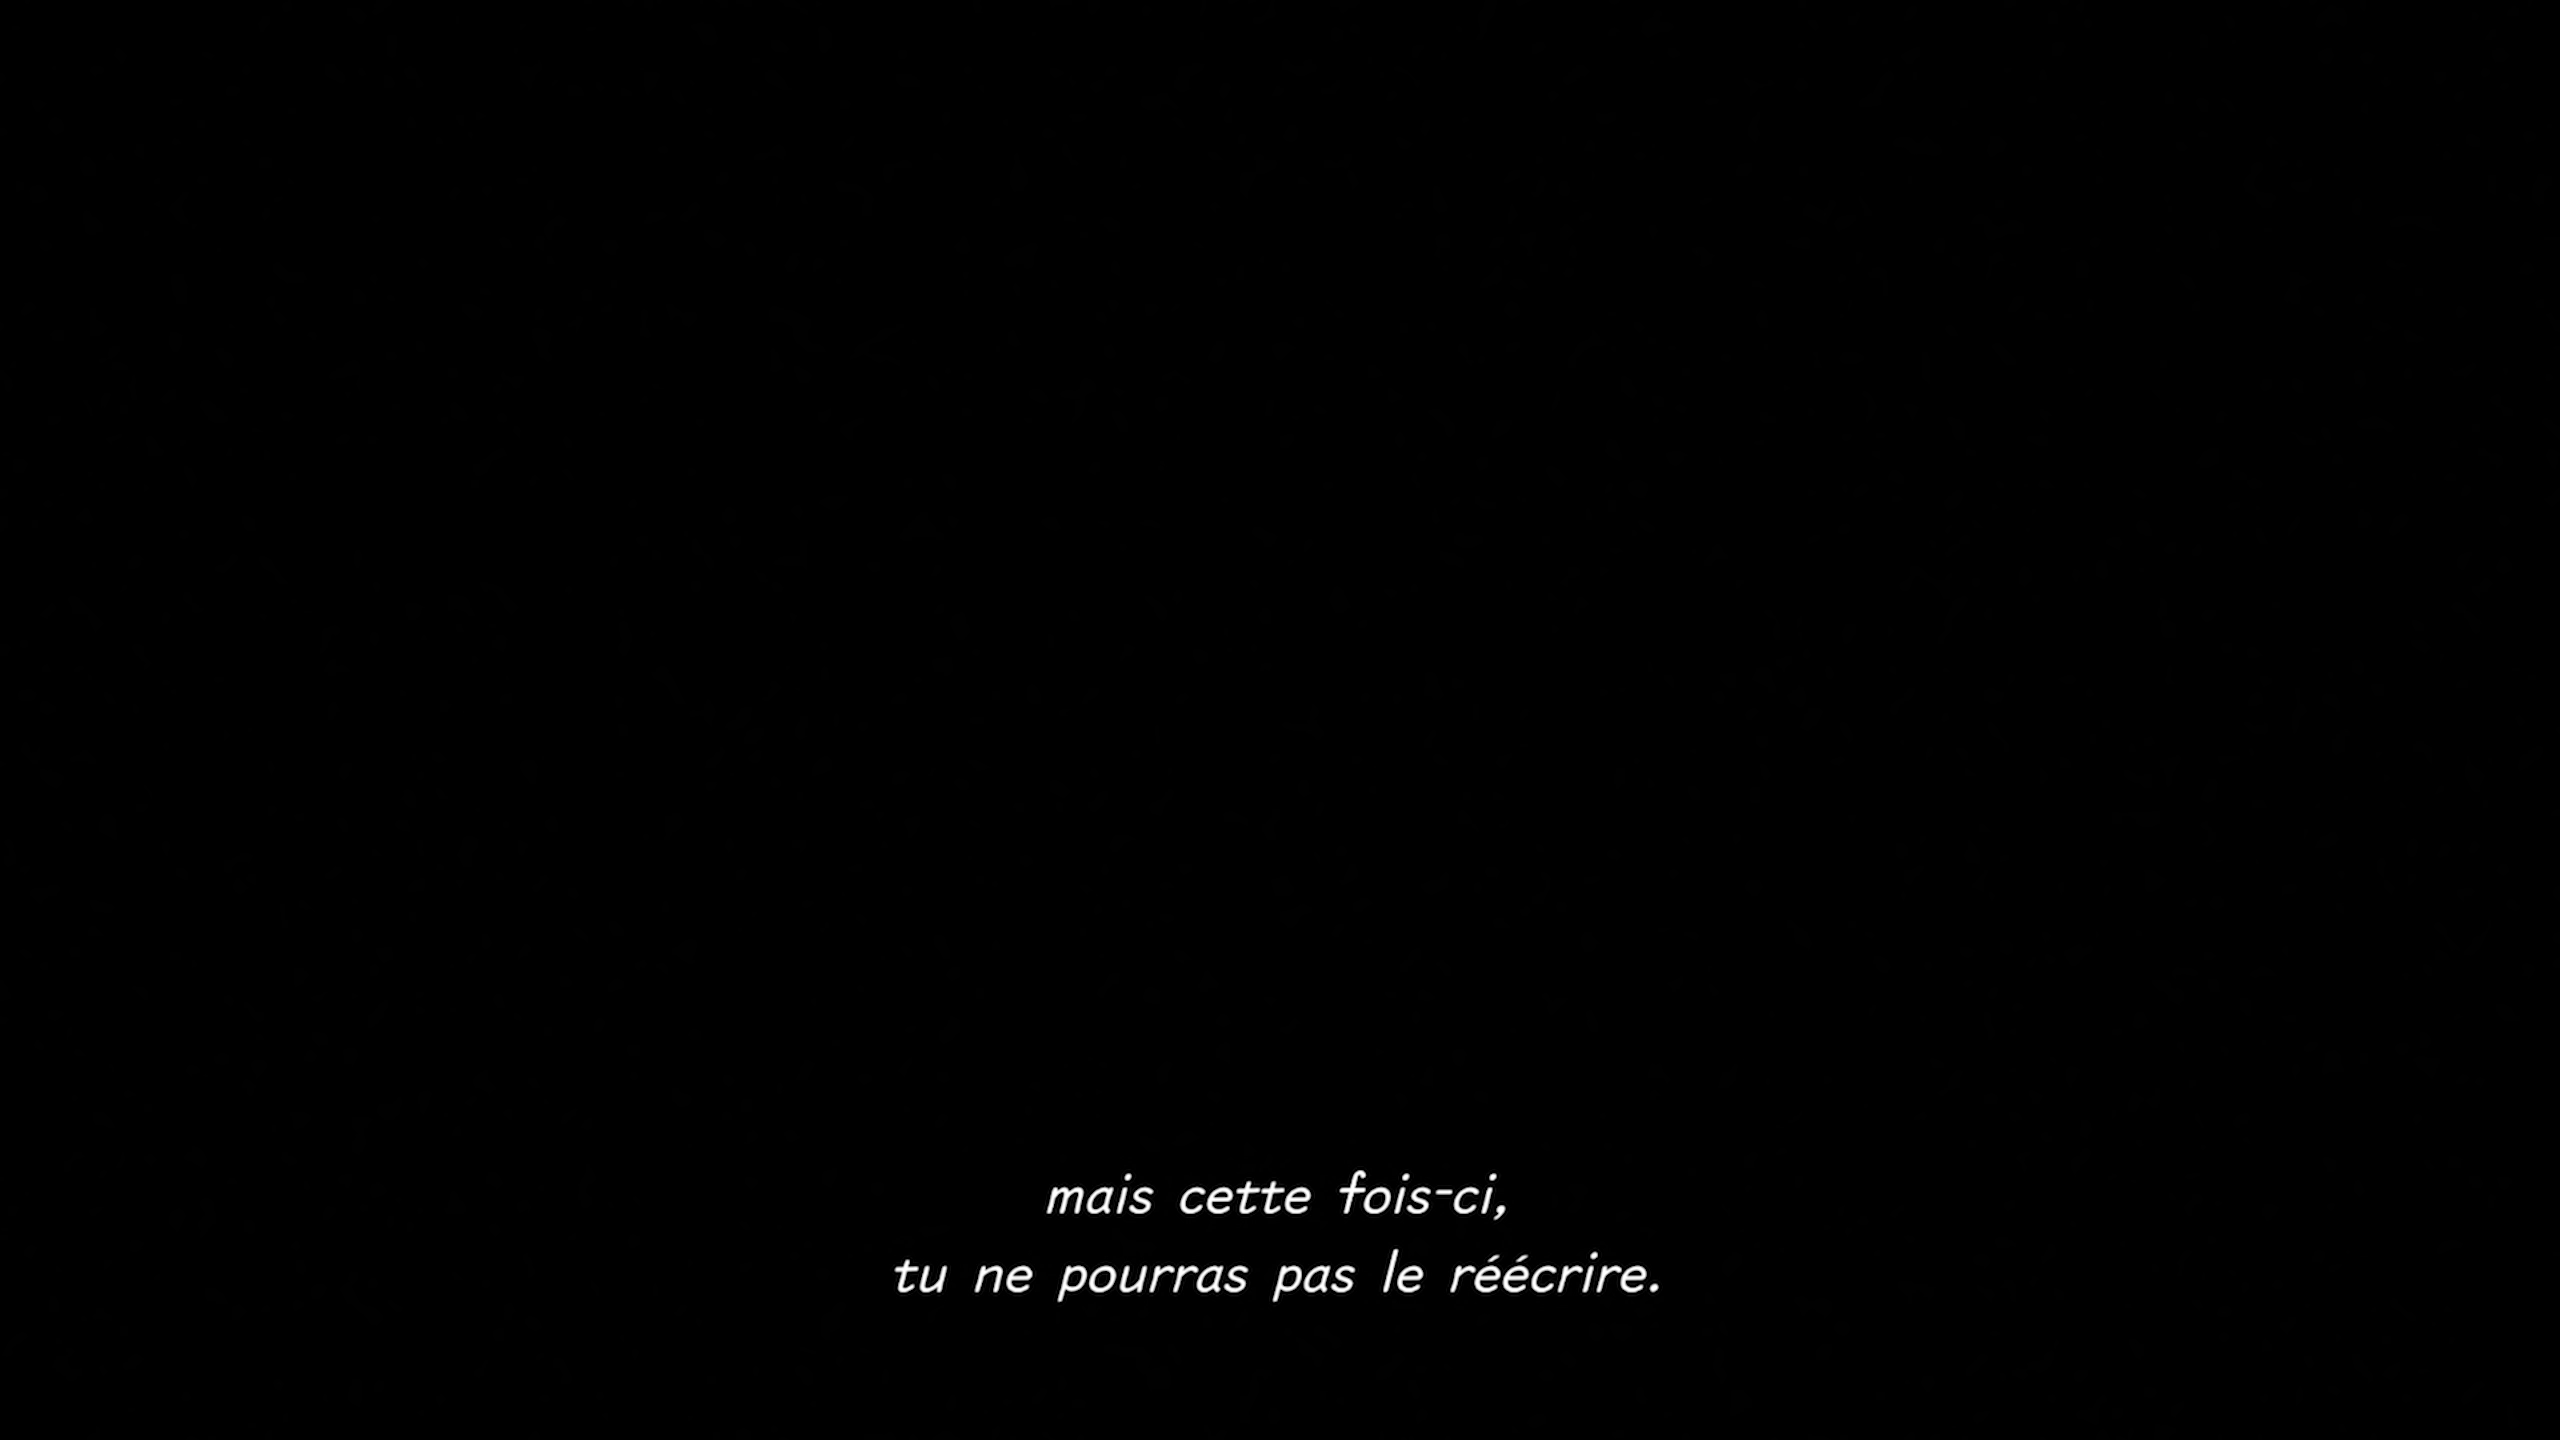 mais cette fois-ci,
tu ne pourras pas le réécrire.